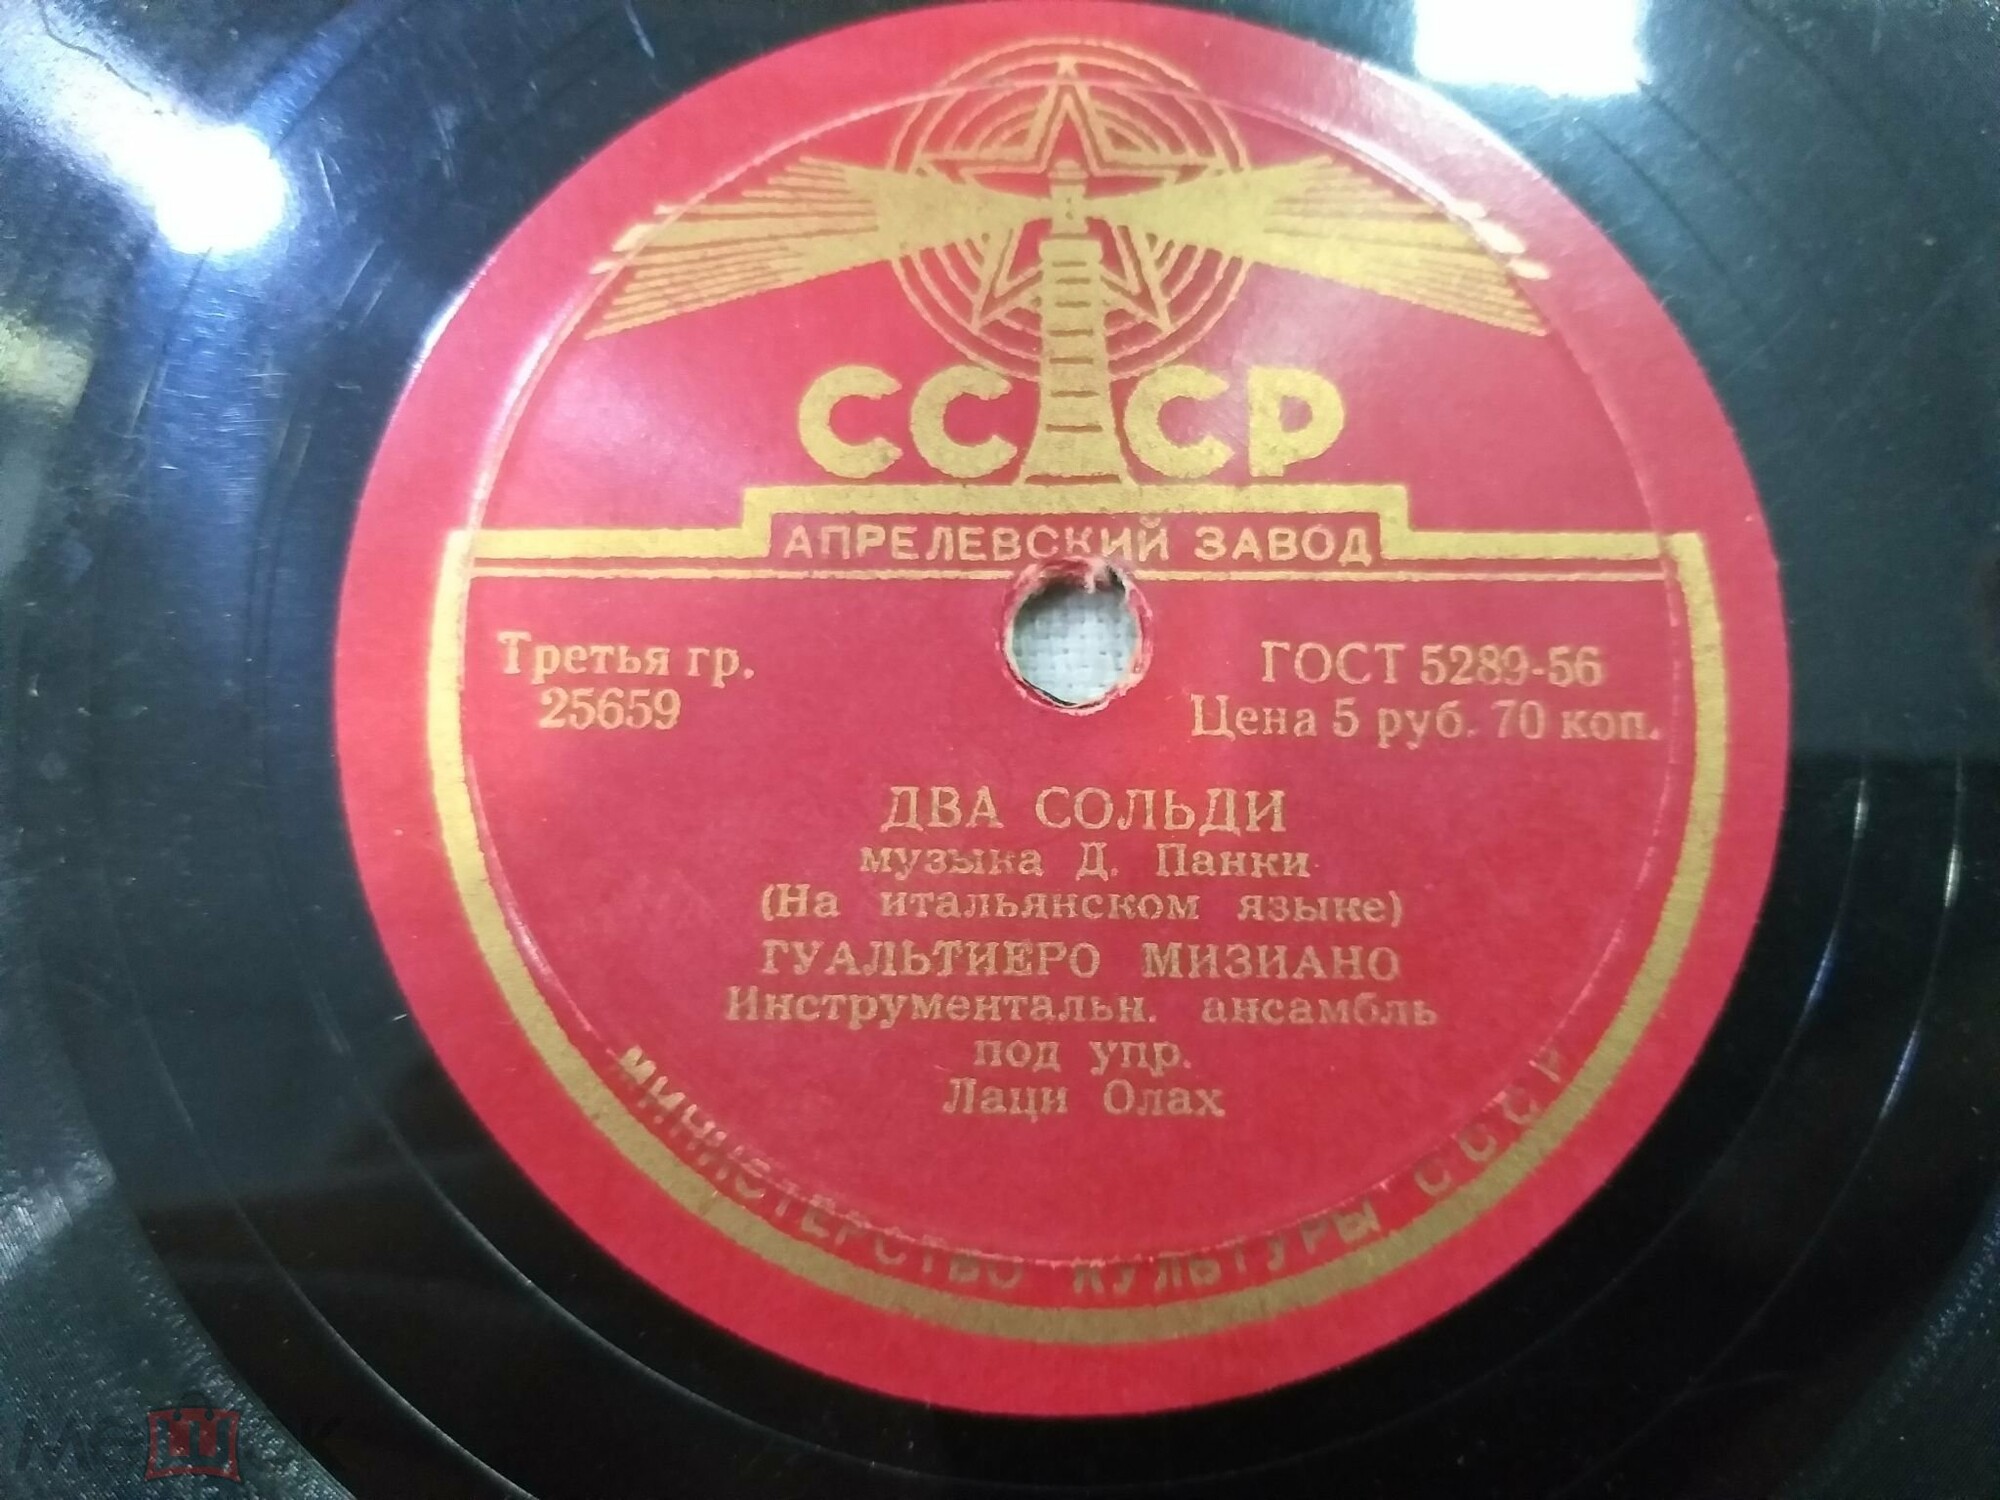 СССР
АПРЕЛЕВСКИЙ ЗАВОД
Третья гр.
25659
ГОСТ 5289-56
Цена 5 руб. 70 коп.
ДВА СОЛЬДИ
музыка Д. Панки
(На итальянском языке)
ГУАЛЬТИЕРО МИЗИАНО
Инструментальн. ансамбль
под упр.
Лаци Олах
МИНИСТЕРСТВО КУЛЬТУРЫ СССР